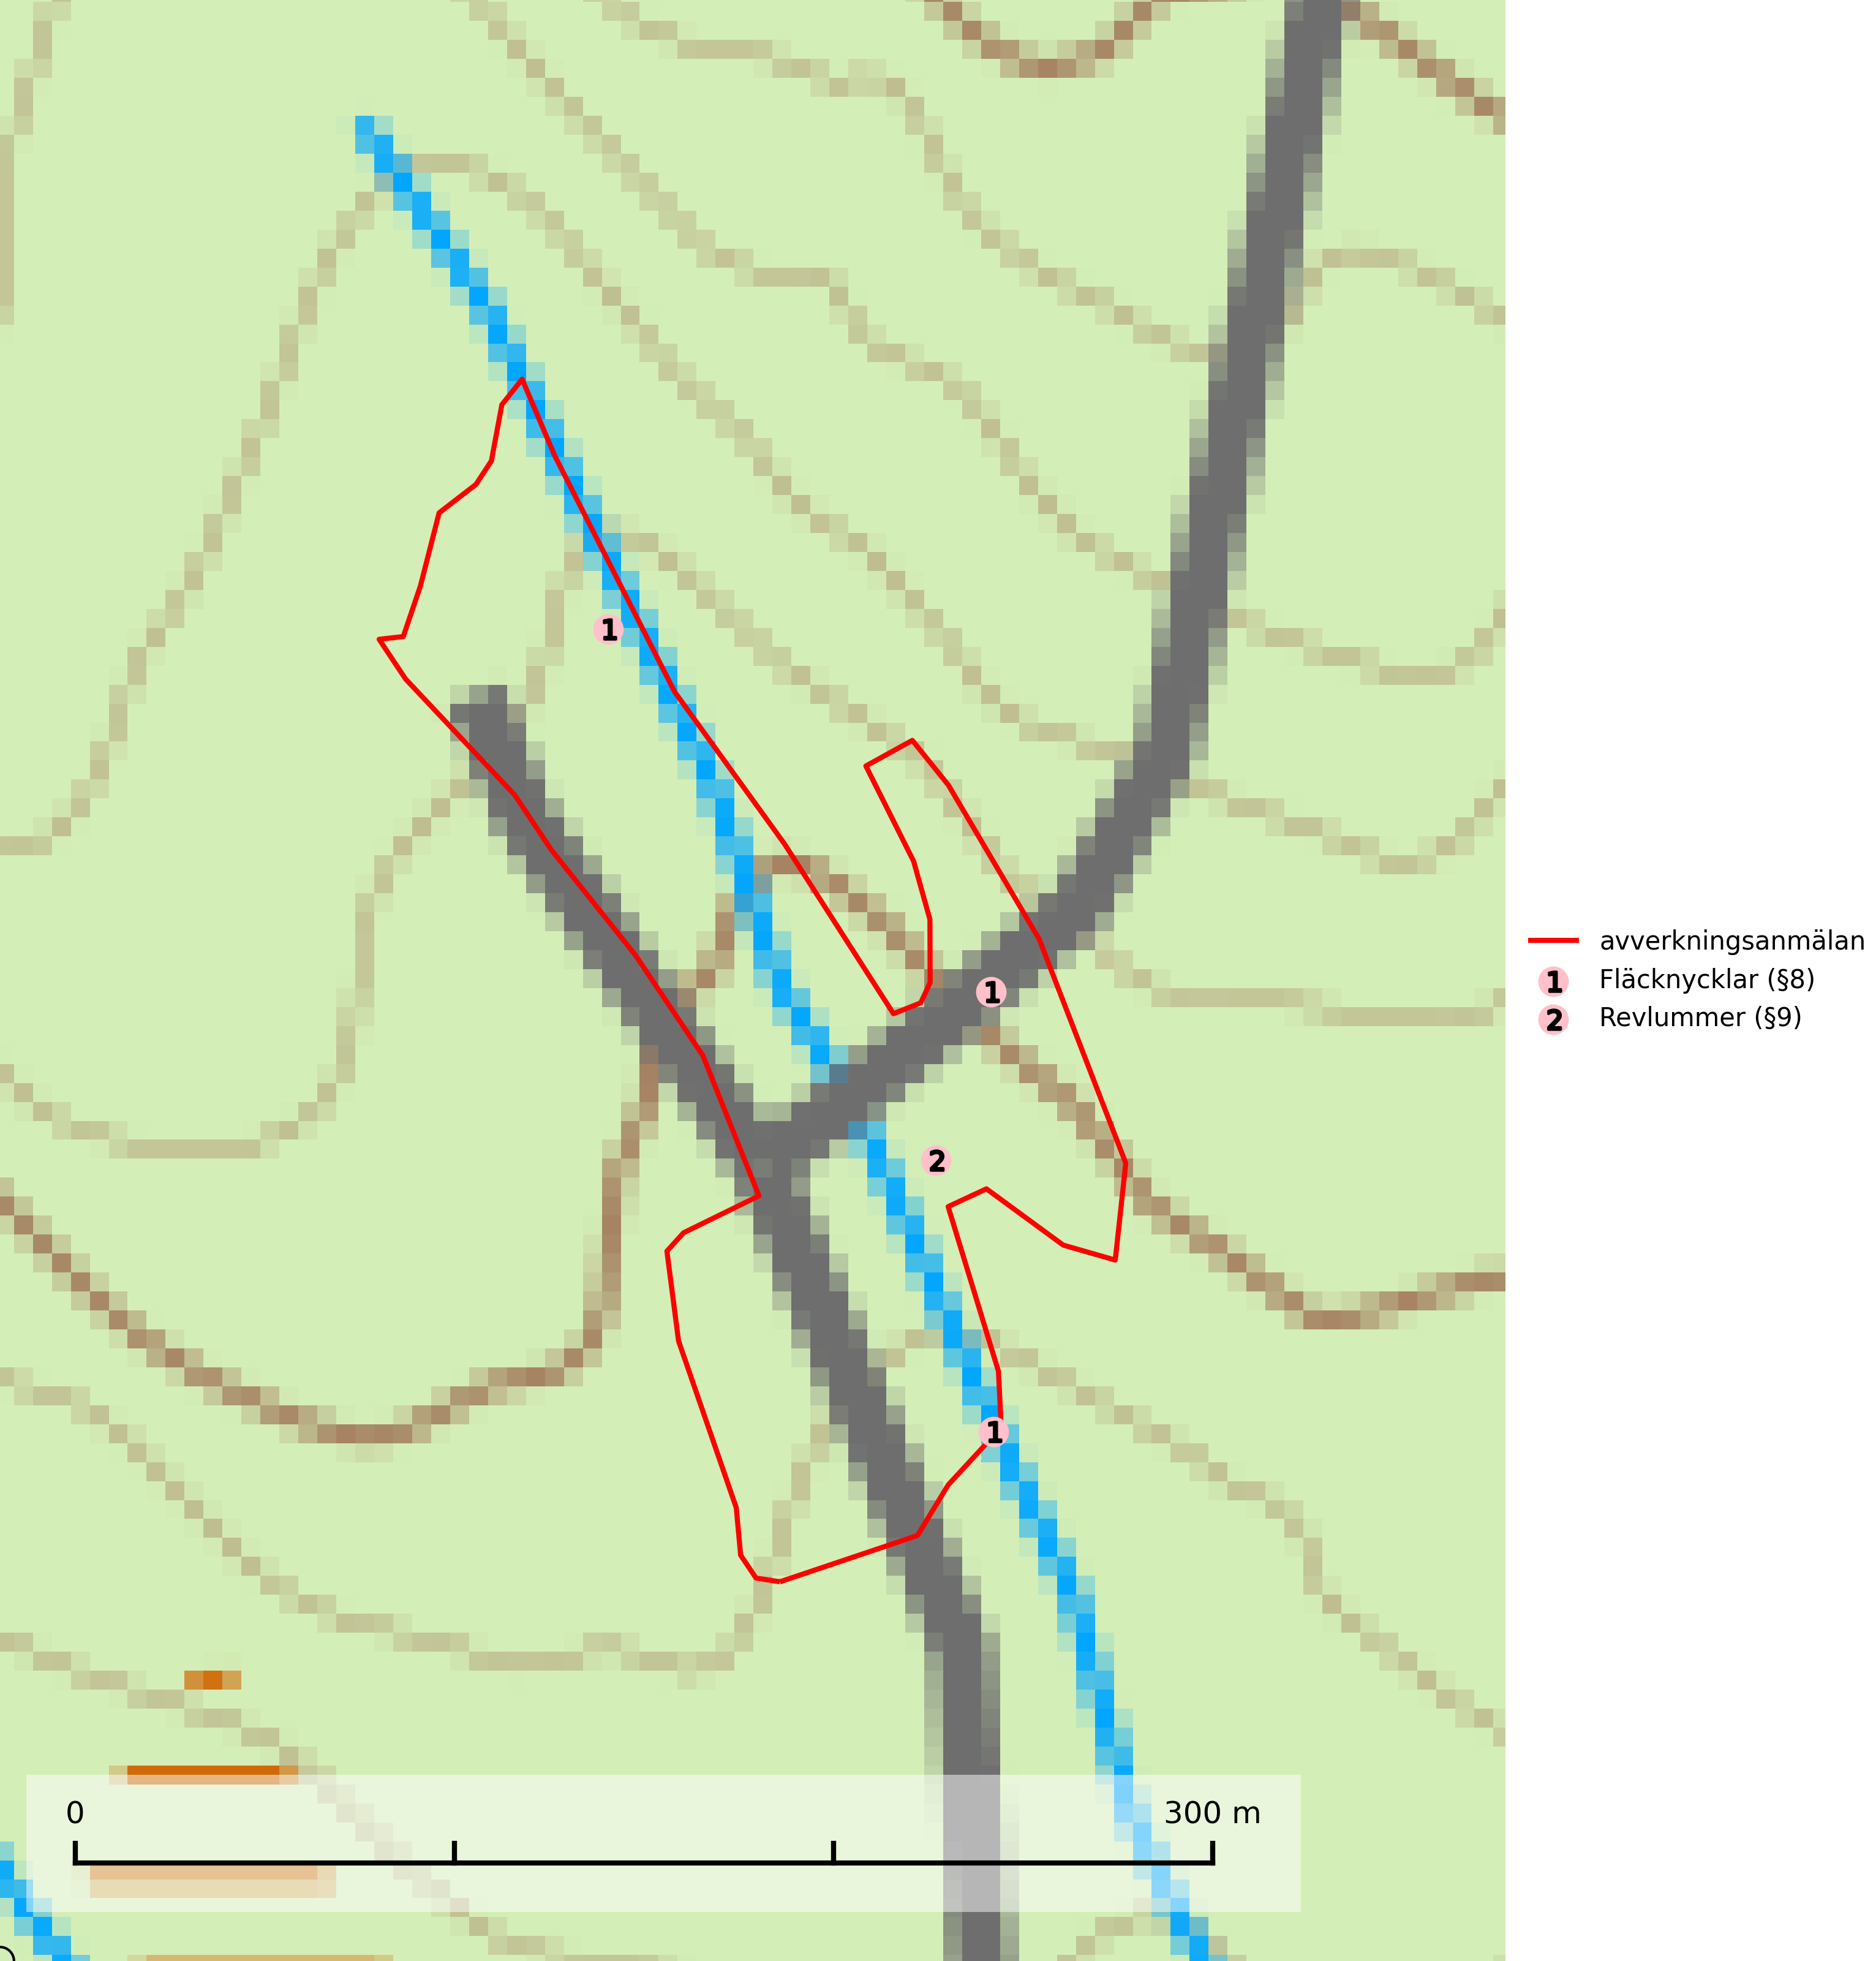 1
1
2
1
avverkningsanmälan
1 Fläcknycklar (§8)
2 Revlummer (§9)
0 300 m